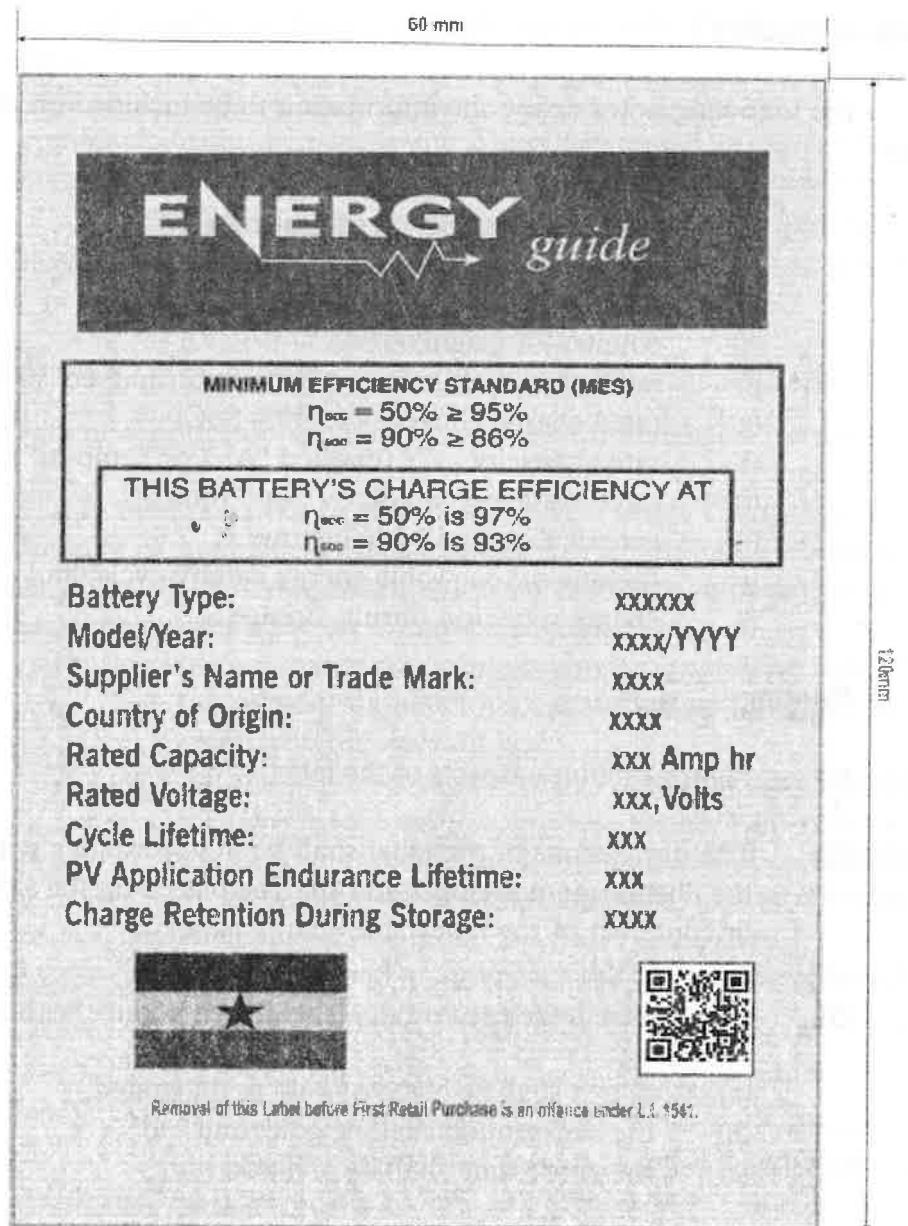 60 mm
ENERGY guide
MINIMUM EFFICIENCY STANDARD (MES)
ηsoc = 50% ≥ 95%
ηsoc = 90% ≥ 86%
THIS BATTERY'S CHARGE EFFICIENCY AT
ηsoc = 50% is 97%
ηsoc = 90% is 93%
Battery Type: xxxxxx
Model/Year: xxxx/YYYY
Supplier's Name or Trade Mark: xxxx
Country of Origin: xxxx
Rated Capacity: xxx Amp hr
Rated Voltage: xxx,Volts
Cycle Lifetime: xxx
PV Application Endurance Lifetime: xxx
Charge Retention During Storage: xxxx
120mm
Removal of this Label before First Retail Purchase is an offence under L.I. 1541.